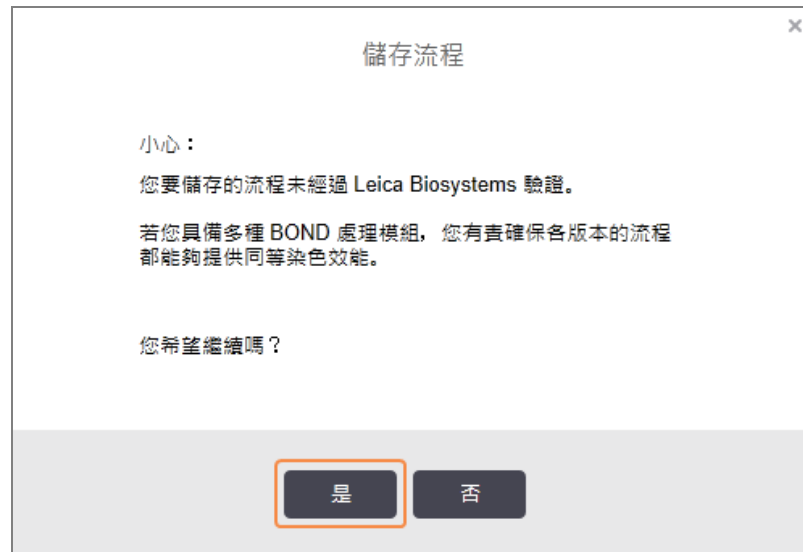 儲存流程
小心：
您要儲存的流程未經過 Leica Biosystems 驗證。
若您具備多種 BOND 處理模組，您有責確保各版本的流程
都能夠提供同等染色效能。
您希望繼續嗎？
是
否